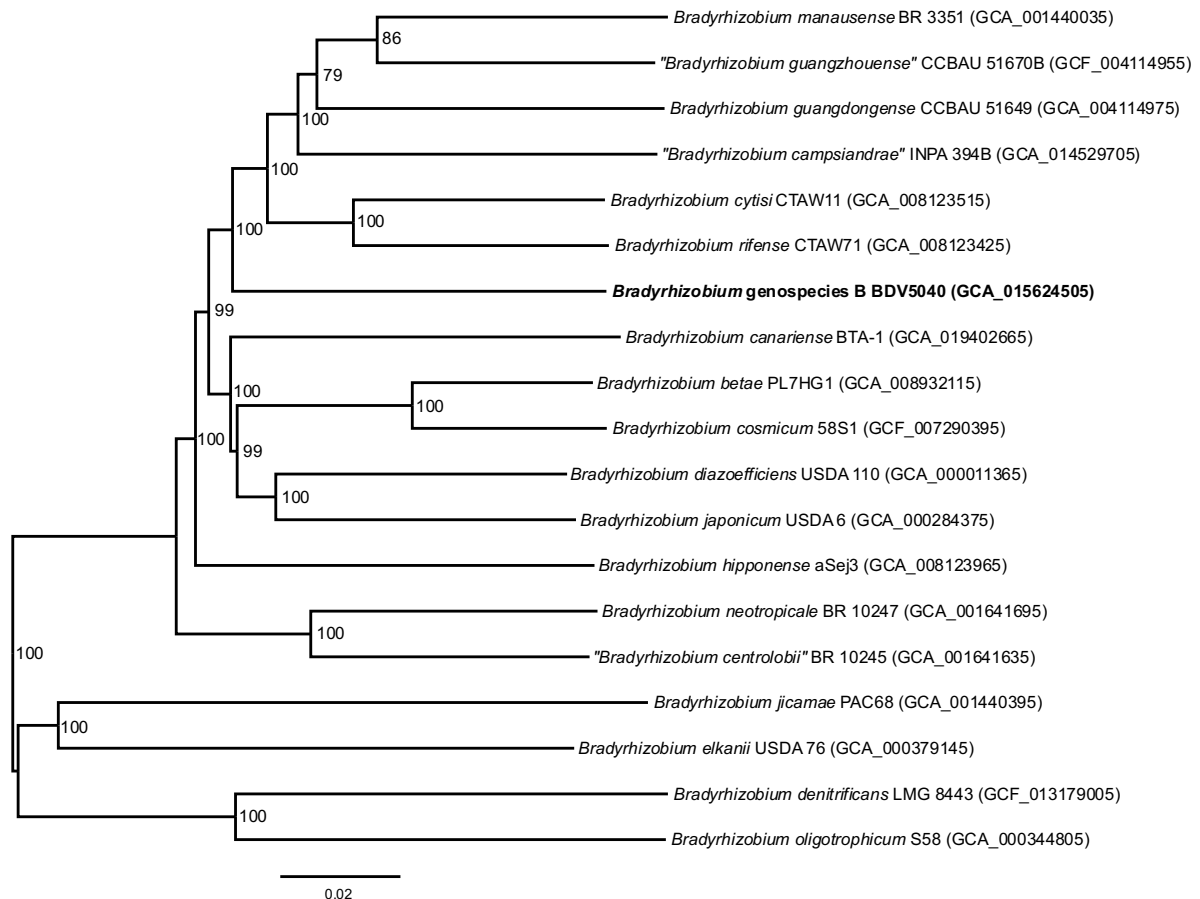 Bradyrhizobium manausense BR 3351 (GCA_001440035)
86
"Bradyrhizobium guangzhouense" CCBAU 51670B (GCF_004114955)
79
Bradyrhizobium guangdongense CCBAU 51649 (GCA_004114975)
100
"Bradyrhizobium campsiandrae" INPA 394B (GCA_014529705)
100
Bradyrhizobium cytisi CTAW11 (GCA_008123515)
100
100
Bradyrhizobium rifense CTAW71 (GCA_008123425)
Bradyrhizobium genospecies B BDV5040 (GCA_015624505)
99
Bradyrhizobium canariense BTA-1 (GCA_019402665)
Bradyrhizobium betae PL7HG1 (GCA_008932115)
100
100
Bradyrhizobium cosmicum 58S1 (GCF_007290395)
100
99
Bradyrhizobium diazoefficiens USDA 110 (GCA_000011365)
100
Bradyrhizobium japonicum USDA 6 (GCA_000284375)
Bradyrhizobium hipponense aSej3 (GCA_008123965)
Bradyrhizobium neotropicale BR 10247 (GCA_001641695)
100
"Bradyrhizobium centrolobii" BR 10245 (GCA_001641635)
100
Bradyrhizobium jicamae PAC68 (GCA_001440395)
100
Bradyrhizobium elkanii USDA 76 (GCA_000379145)
Bradyrhizobium denitrificans LMG 8443 (GCF_013179005)
100
Bradyrhizobium oligotrophicum S58 (GCA_000344805)
0.02